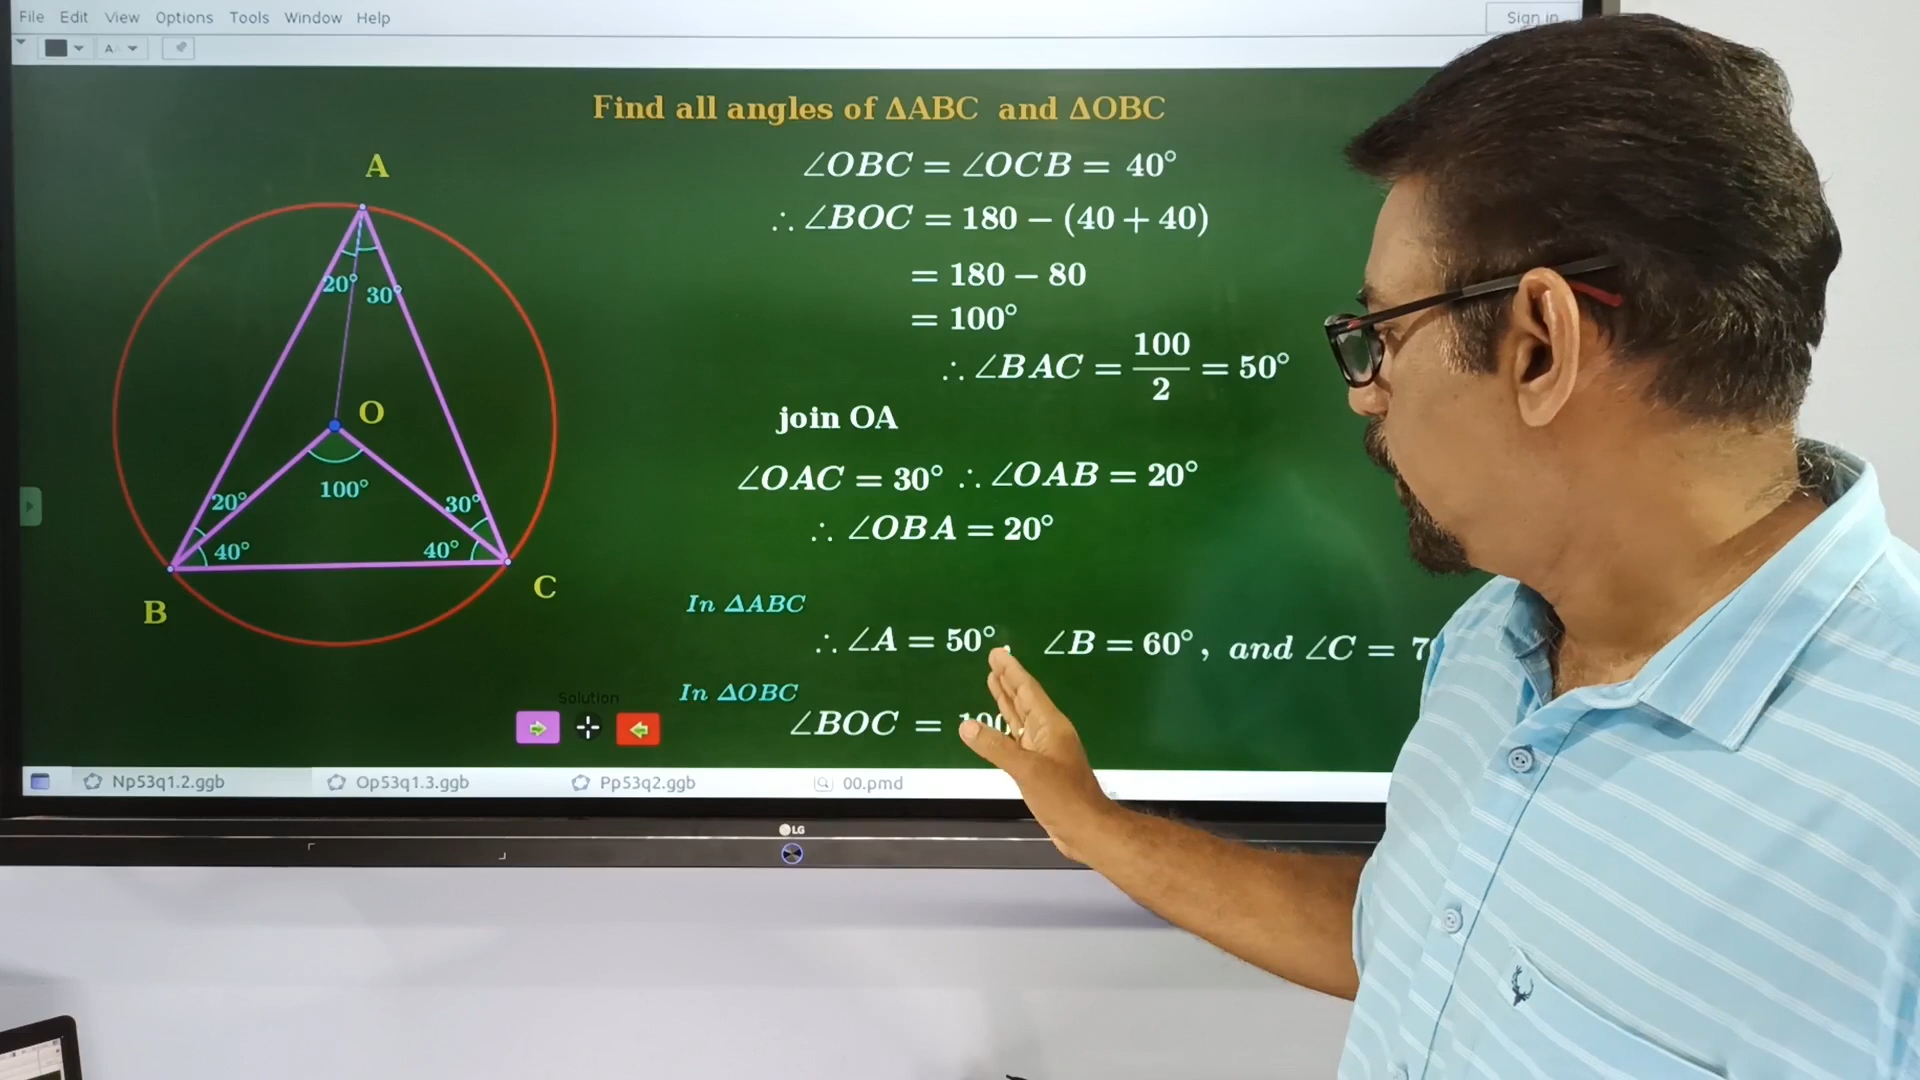 File Edit View Options Tools Window Help
Sign in
Find all angles of ΔABC and ΔOBC
∠OBC = ∠OCB = 40°
∴ ∠BOC = 180 − (40 + 40)
= 180 − 80
= 100°
∴ ∠BAC = 100/2 = 50°
join OA
∠OAC = 30° ∴ ∠OAB = 20°
∴ ∠OBA = 20°
In ΔABC
∴ ∠A = 50°, ∠B = 60°, and ∠C = 7
In ΔOBC
∠BOC =
A
20° 30°
O
100°
20° 30°
40° 40°
B C
Solution
Np53q1.2.ggb Op53q1.3.ggb Pp53q2.ggb 00.pmd
LG